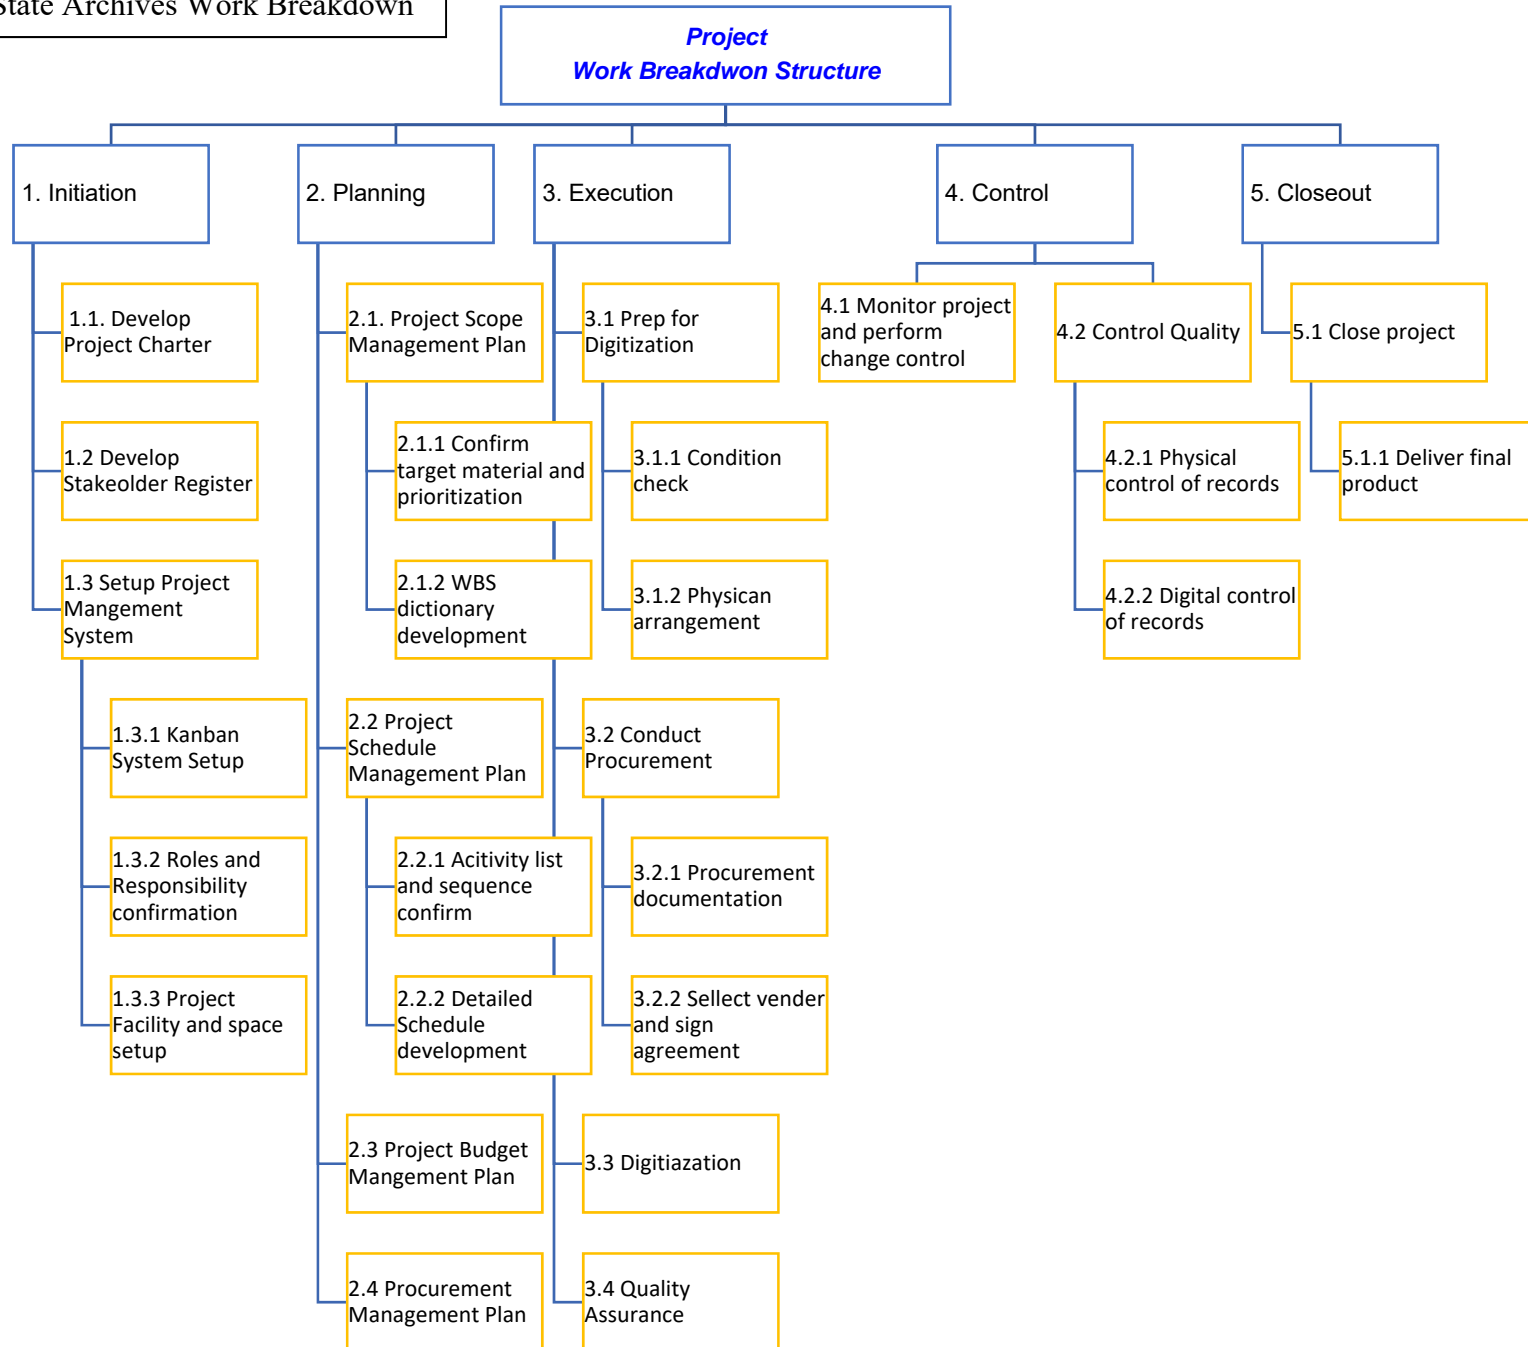 State Archives Work Breakdown
Project
Work Breakdwon Structure
1. Initiation
2. Planning
3. Execution
4. Control
5. Closeout
1.1. Develop
Project Charter
1.2 Develop
Stakeolder Register
1.3 Setup Project
Mangement
System
1.3.1 Kanban
System Setup
1.3.2 Roles and
Responsibility
confirmation
1.3.3 Project
Facility and space
setup
2.1. Project Scope
Management Plan
2.1.1 Confirm
target material and
prioritization
2.1.2 WBS
dictionary
development
2.2 Project
Schedule
Management Plan
2.2.1 Acitivity list
and sequence
confirm
2.2.2 Detailed
Schedule
development
2.3 Project Budget
Mangement Plan
2.4 Procurement
Management Plan
3.1 Prep for
Digitization
3.1.1 Condition
check
3.1.2 Physican
arrangement
3.2 Conduct
Procurement
3.2.1 Procurement
documentation
3.2.2 Sellect vender
and sign
agreement
3.3 Digitiazation
3.4 Quality
Assurance
4.1 Monitor project
and perform
change control
4.2 Control Quality
4.2.1 Physical
control of records
4.2.2 Digital control
of records
5.1 Close project
5.1.1 Deliver final
product